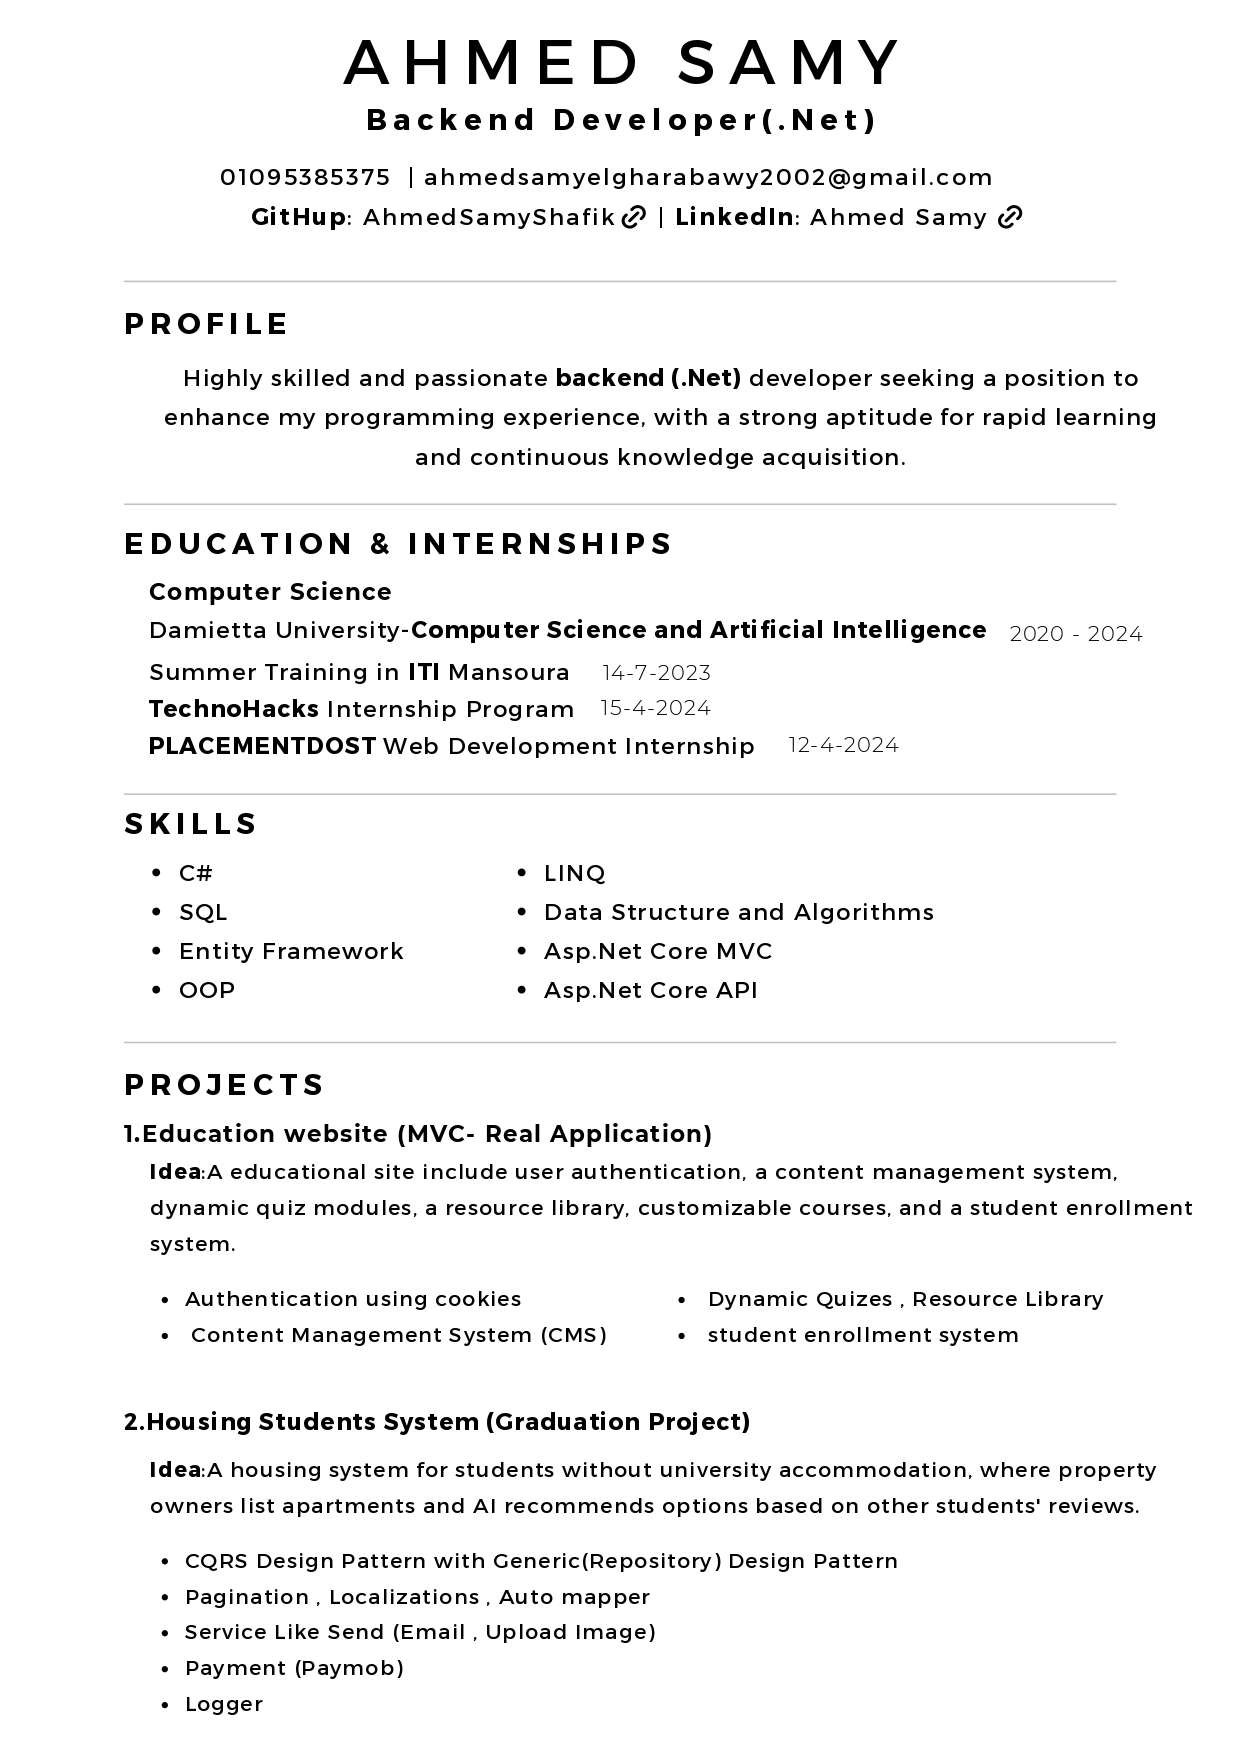 AHMED SAMY
Backend Developer(.Net)
01095385375 | ahmedsamyelgharabawy2002@gmail.com
GitHup: AhmedSamyShafik | LinkedIn: Ahmed Samy
PROFILE
Highly skilled and passionate backend (.Net) developer seeking a position to
enhance my programming experience, with a strong aptitude for rapid learning
and continuous knowledge acquisition.
EDUCATION & INTERNSHIPS
Computer Science
Damietta University-Computer Science and Artificial Intelligence 2020 - 2024
Summer Training in ITI Mansoura 14-7-2023
TechnoHacks Internship Program 15-4-2024
PLACEMENTDOST Web Development Internship 12-4-2024
SKILLS
• C#
• SQL
• Entity Framework
• OOP
• LINQ
• Data Structure and Algorithms
• Asp.Net Core MVC
• Asp.Net Core API
PROJECTS
1.Education website (MVC- Real Application)
Idea:A educational site include user authentication, a content management system,
dynamic quiz modules, a resource library, customizable courses, and a student enrollment
system.
• Authentication using cookies
• Content Management System (CMS)
• Dynamic Quizes , Resource Library
• student enrollment system
2.Housing Students System (Graduation Project)
Idea:A housing system for students without university accommodation, where property
owners list apartments and AI recommends options based on other students' reviews.
• CQRS Design Pattern with Generic(Repository) Design Pattern
• Pagination , Localizations , Auto mapper
• Service Like Send (Email , Upload Image)
• Payment (Paymob)
• Logger